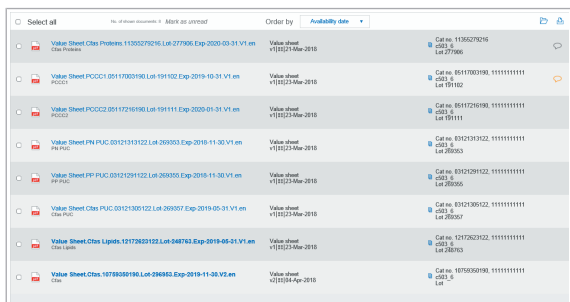 Select all No. of shown documents: 8 Mark as unread Order by Availability date
Value Sheet.Cfas Proteins.11355279216.Lot-277906.Exp-2020-03-31.V1.en
Cfas Proteins
Value sheet
v1|[8]|23-Mar-2018
Cat no. 11355279216
c503_6
Lot 277906
Value Sheet.PCCC1.05117003190.Lot-191102.Exp-2019-10-31.V1.en
PCCC1
Value sheet
v1|[8]|23-Mar-2018
Cat no. 05117003190, 11111111111
c503_6
Lot 191102
Value Sheet.PCCC2.05117216190.Lot-191111.Exp-2020-01-31.V1.en
PCCC2
Value sheet
v1|[8]|23-Mar-2018
Cat no. 05117216190, 11111111111
c503_6
Lot 191111
Value Sheet.PN PUC.03121313122.Lot-269353.Exp-2018-11-30.V1.en
PN PUC
Value sheet
v1|[8]|23-Mar-2018
Cat no. 03121313122, 11111111111
c503_6
Lot 269353
Value Sheet.PP PUC.03121291122.Lot-269355.Exp-2018-11-30.V1.en
PP PUC
Value sheet
v1|[8]|23-Mar-2018
Cat no. 03121291122, 11111111111
c503_6
Lot 269355
Value Sheet.Cfas PUC.03121305122.Lot-269357.Exp-2019-05-31.V1.en
Cfas PUC
Value sheet
v1|[8]|23-Mar-2018
Cat no. 03121305122, 11111111111
c503_6
Lot 269357
Value Sheet.Cfas Lipids.12172623122.Lot-248763.Exp-2019-05-31.V1.en
Cfas Lipids
Value sheet
v1|[8]|23-Mar-2018
Cat no. 12172623122, 11111111111
c503_6
Lot 248763
Value Sheet.Cfas.10759350190.Lot-296853.Exp-2019-11-30.V2.en
Cfas
Value sheet
v2|[8]|04-Apr-2018
Cat no. 10759350190, 11111111111
c503_6
Lot